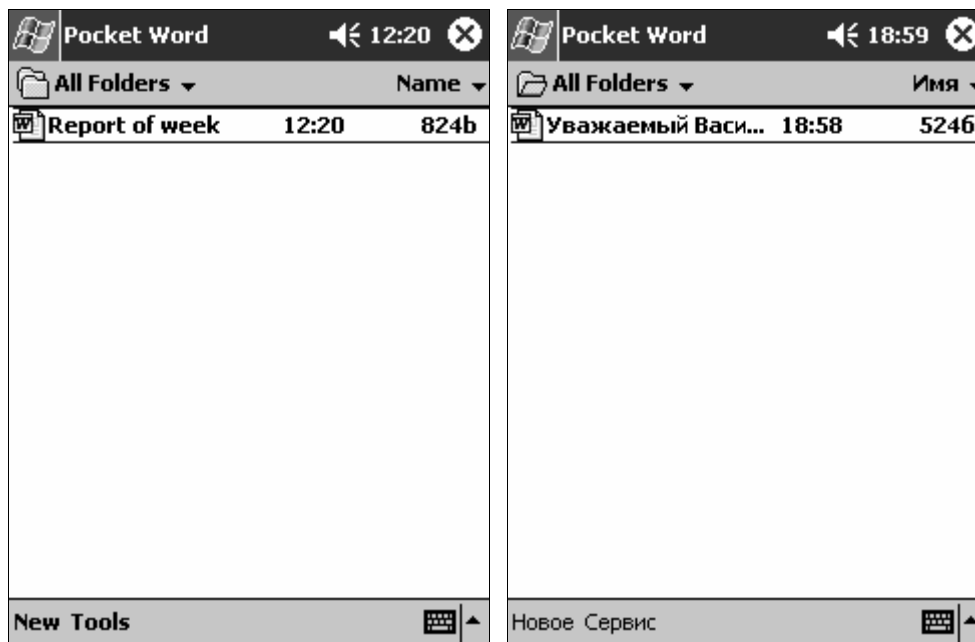 Pocket Word 12:20
All Folders Name
Report of week 12:20 824b
New Tools
Pocket Word 18:59
All Folders Имя
Уважаемый Васи... 18:58 524б
Новое Сервис